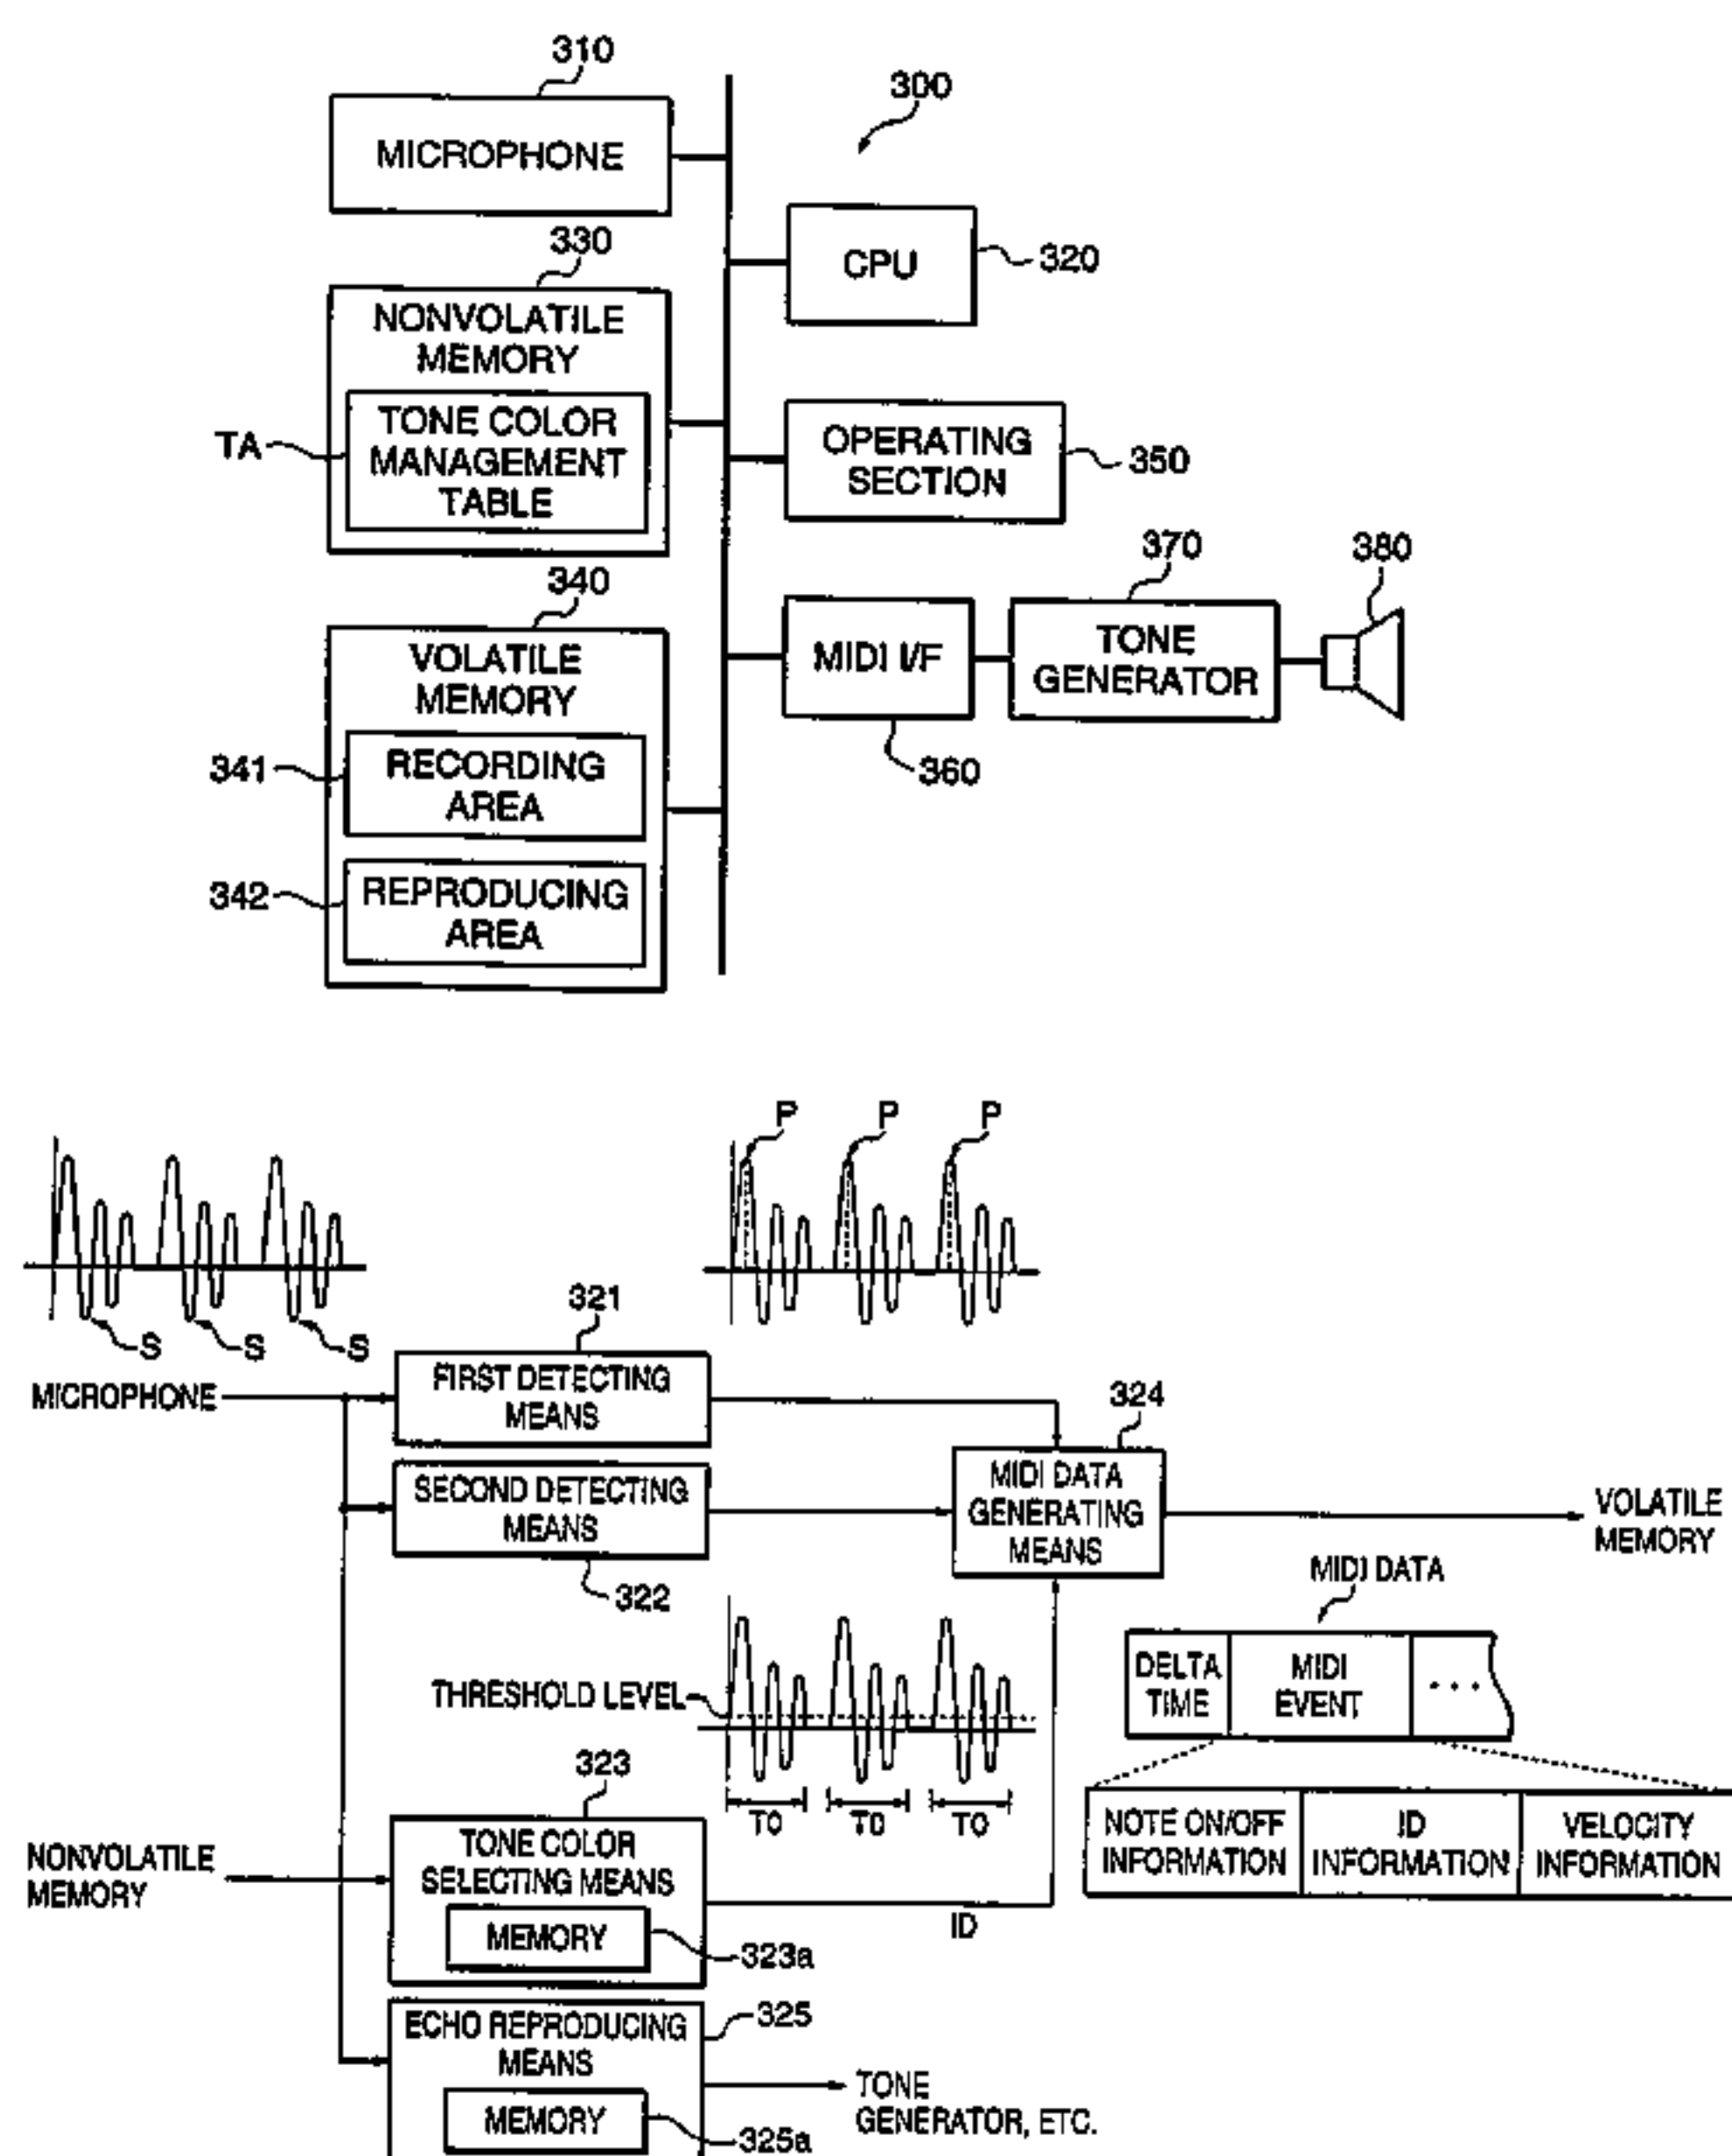 310
300
MICROPHONE
330
CPU
320
NONVOLATILE
MEMORY
TA
TONE COLOR
MANAGEMENT
TABLE
OPERATING
SECTION
350
340
370
380
VOLATILE
MEMORY
MIDI I/F
TONE
GENERATOR
341
RECORDING
AREA
360
342
REPRODUCING
AREA
P
P
P
S
S
S
321
MICROPHONE
FIRST DETECTING
MEANS
324
SECOND DETECTING
MEANS
MIDI DATA
GENERATING
MEANS
VOLATILE
MEMORY
322
MIDI DATA
THRESHOLD LEVEL
DELTA
TIME
MIDI
EVENT
...
323
T0
T0
T0
NONVOLATILE
MEMORY
TONE COLOR
SELECTING MEANS
NOTE ON/OFF
INFORMATION
ID
INFORMATION
VELOCITY
INFORMATION
MEMORY
323a
ID
ECHO REPRODUCING
MEANS
325
TONE
GENERATOR, ETC.
MEMORY
325a